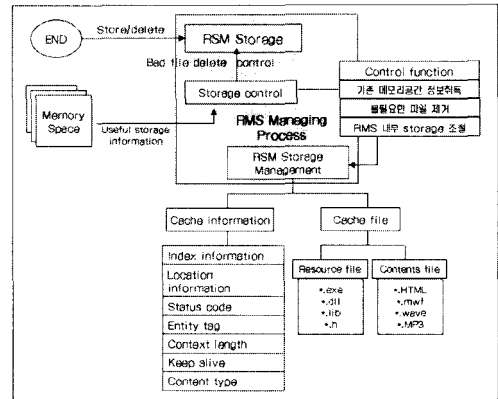 END
Store/delete
RSM Storage
Bad file delete control
Storage control
Control function
기존 메모리공간 정보취득
불필요한 파일 제거
RMS 내부 storage 조절
Memory
Space
Useful storage
information
RMS Managing
Process
RSM Storage
Management
Cache information
Cache file
Index information
Location
information
Status code
Entity tag
Context length
Keep alive
Content type
Resource file
*.exe
*.dll
*.lib
*.h
Contents file
*.HTML
*.mwf
*.wave
*.MP3